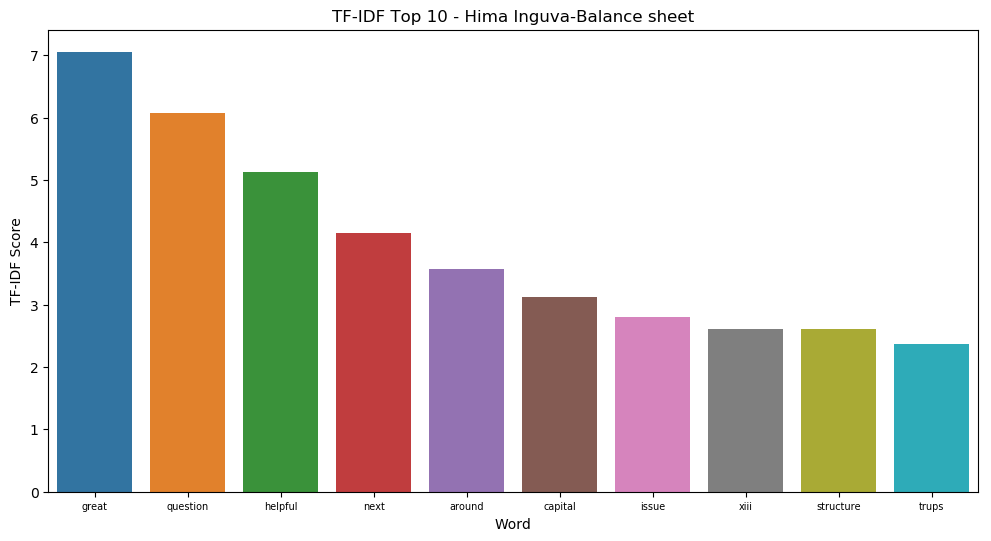 TF-IDF Top 10 - Hima Inguva-Balance sheet
TF-IDF Score
7
6
5
4
3
2
1
0
great question helpful next around capital issue xiii structure trups
Word